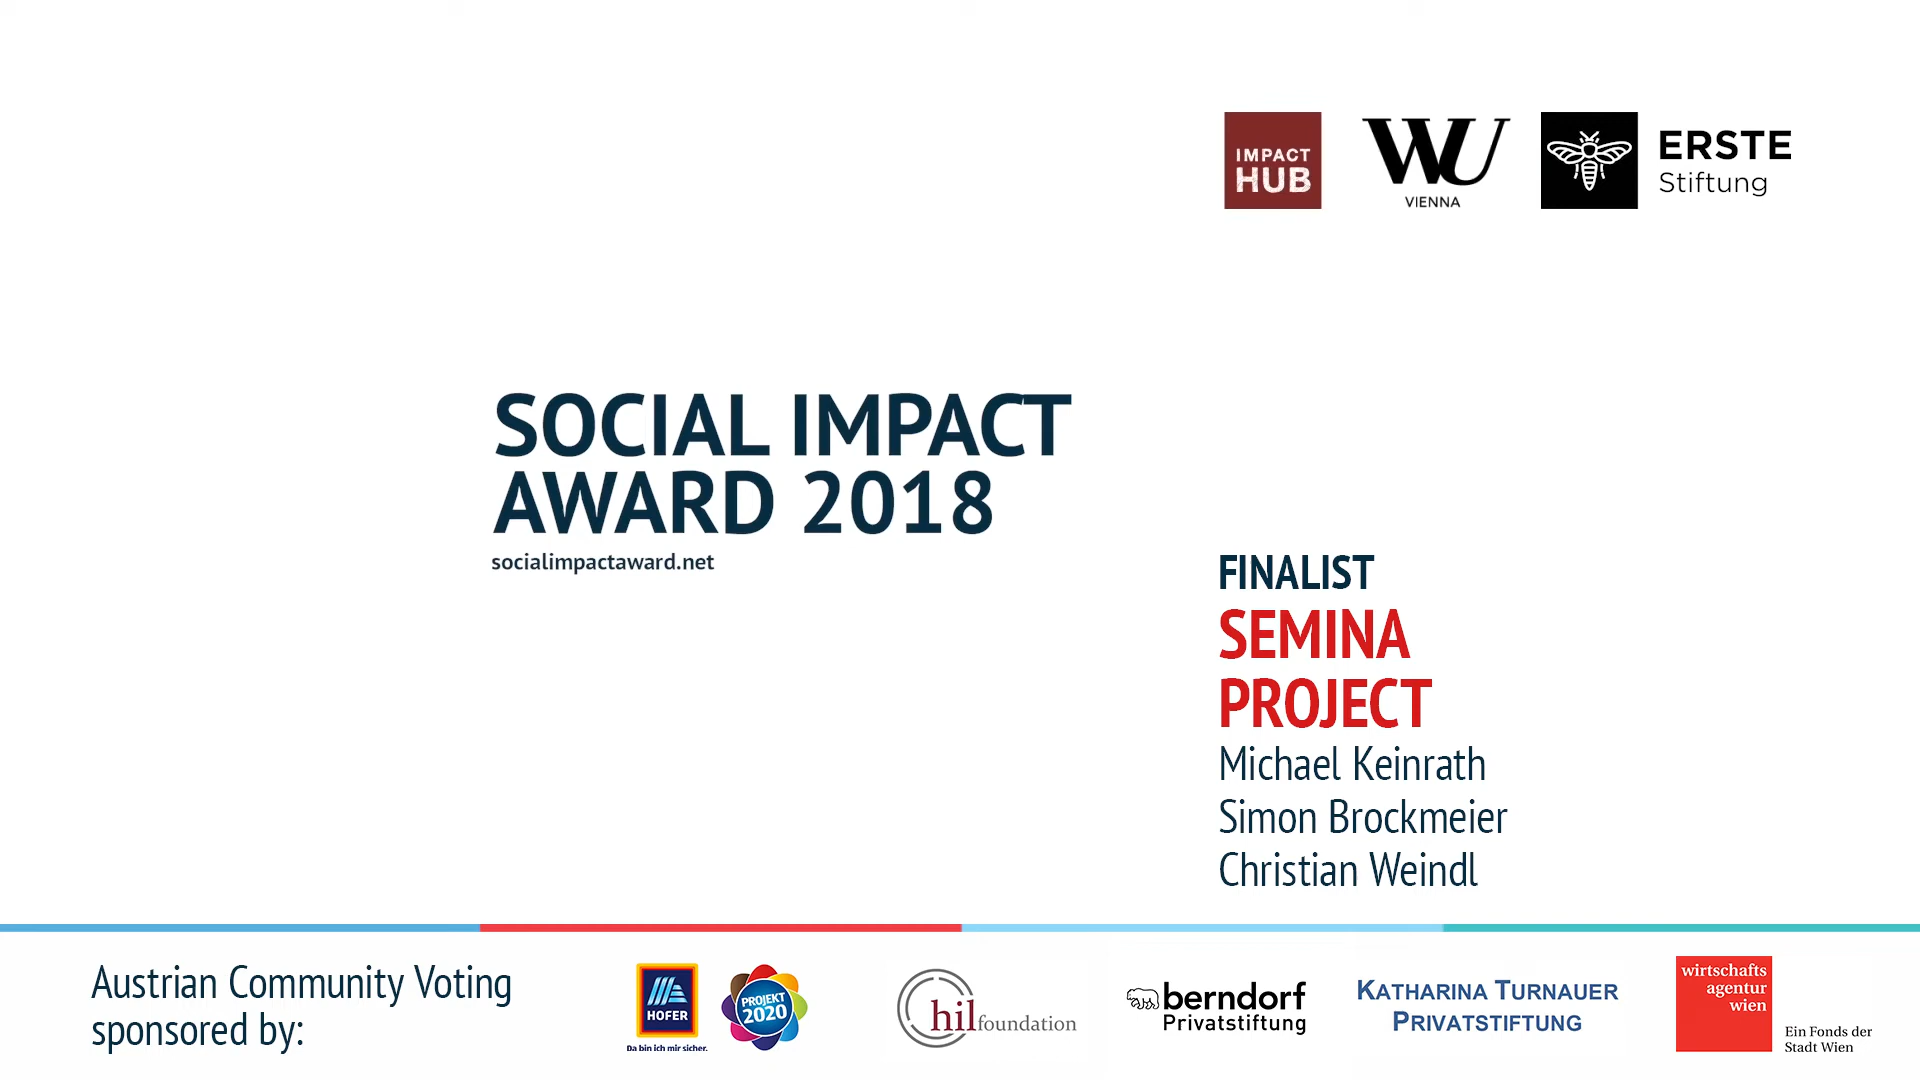 IMPACT
HUB
WU
VIENNA
ERSTE
Stiftung
SOCIAL IMPACT
AWARD 2018
socialimpactaward.net
FINALIST
SEMINA
PROJECT
Michael Keinrath
Simon Brockmeier
Christian Weindl
Austrian Community Voting
sponsored by:
HOFER
Da bin ich mir sicher.
PROJEKT
2020
hil foundation
berndorf
Privatstiftung
KATHARINA TURNAUER
PRIVATSTIFTUNG
wirtschafts
agentur
wien
Ein Fonds der
Stadt Wien